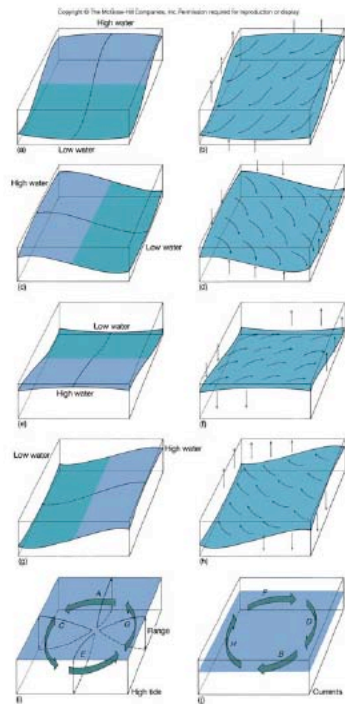 Copyright © The McGraw-Hill Companies, Inc. Permission required for reproduction or display
High water
(a)
Low water
(b)
High water
Low water
(c)
(d)
Low water
High water
(e)
(f)
Low water
High water
(g)
(h)
A
C
G
E
Range
High tide
(i)
F
D
H
B
(j)
Currents